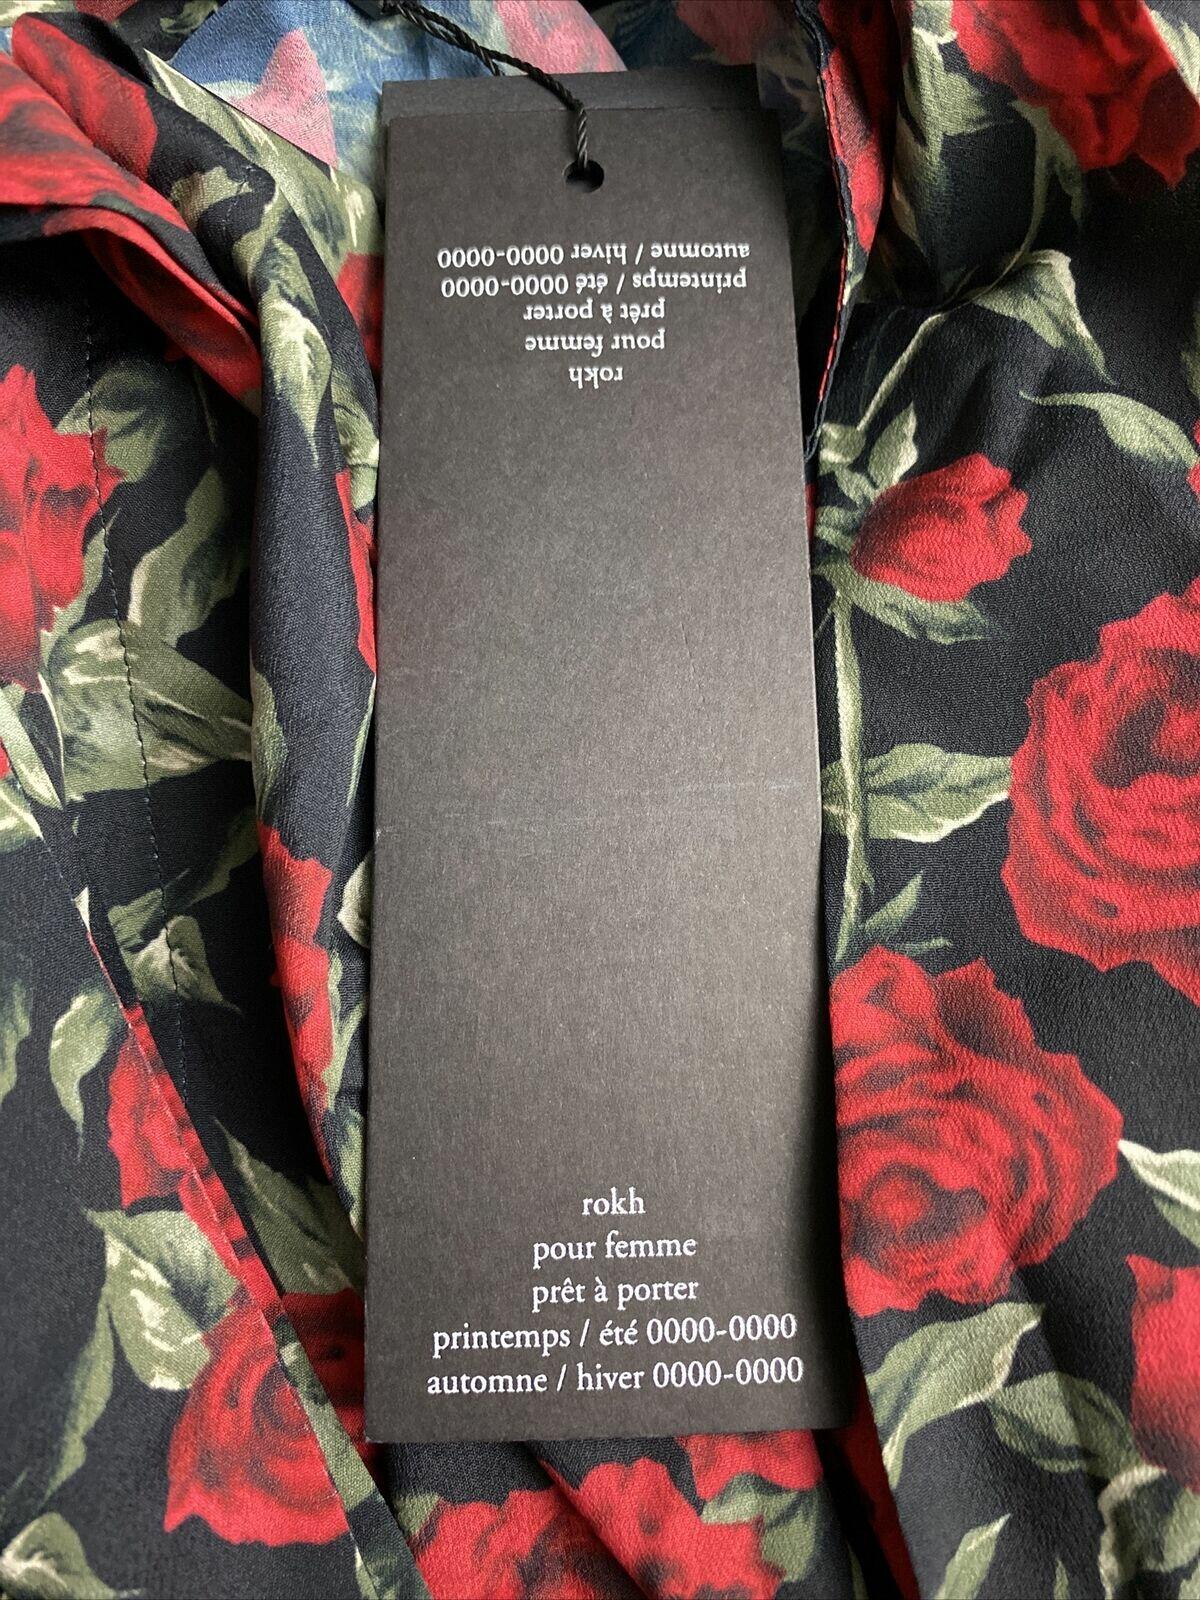 automne / hiver 0000-0000
printemps / été 0000-0000
prêt à porter
pour femme
rokh
rokh
pour femme
prêt à porter
printemps / été 0000-0000
automne / hiver 0000-0000